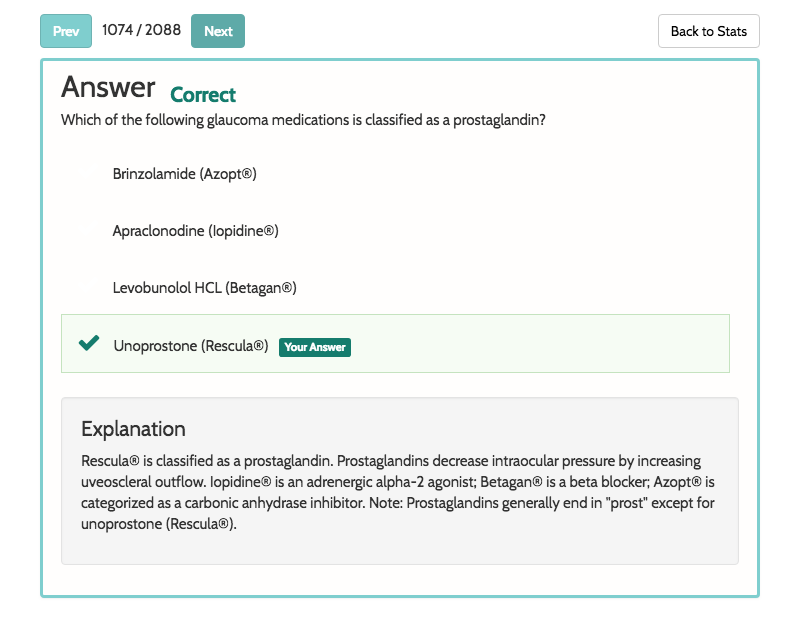 Prev 1074 / 2088 Next Back to Stats
Answer Correct
Which of the following glaucoma medications is classified as a prostaglandin?
Brinzolamide (Azopt®)
Apraclonodine (Iopidine®)
Levobunolol HCL (Betagan®)
Unoprostone (Rescula®) Your Answer
Explanation
Rescula® is classified as a prostaglandin. Prostaglandins decrease intraocular pressure by increasing
uveoscleral outflow. Iopidine® is an adrenergic alpha-2 agonist; Betagan® is a beta blocker; Azopt® is
categorized as a carbonic anhydrase inhibitor. Note: Prostaglandins generally end in "prost" except for
unoprostone (Rescula®).